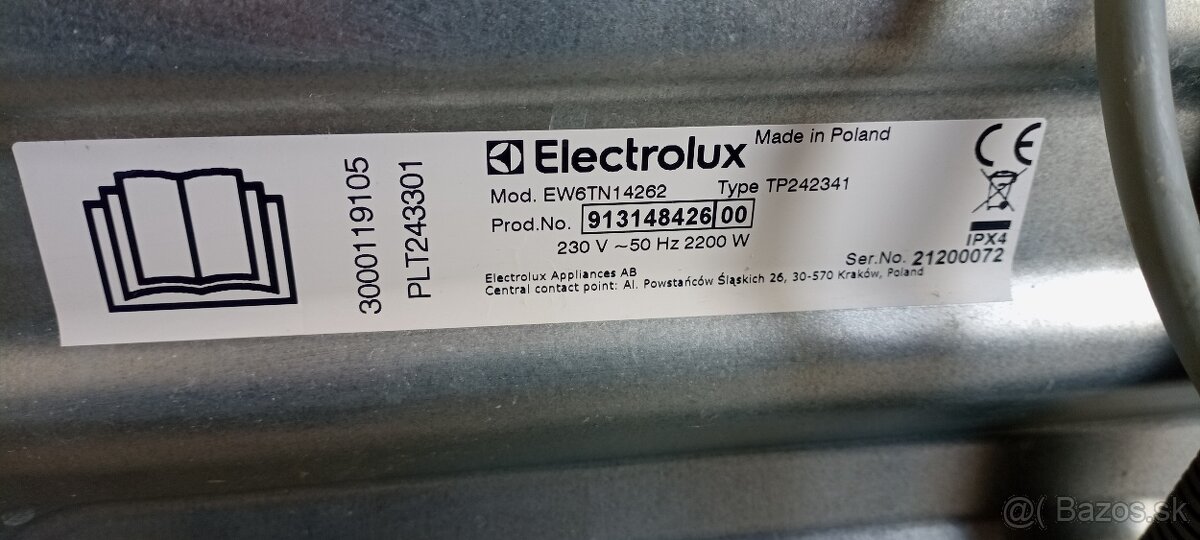 3000119105
PLT243301
Electrolux
Made in Poland
Mod. EW6TN14262 Type TP242341
Prod.No. 913148426 00
230 V ~50 Hz 2200 W
IPX4
Ser.No. 21200072
Electrolux Appliances AB
Central contact point: Al. Powstańców Śląskich 26, 30-570 Kraków, Poland
CE
@( Bazos.sk